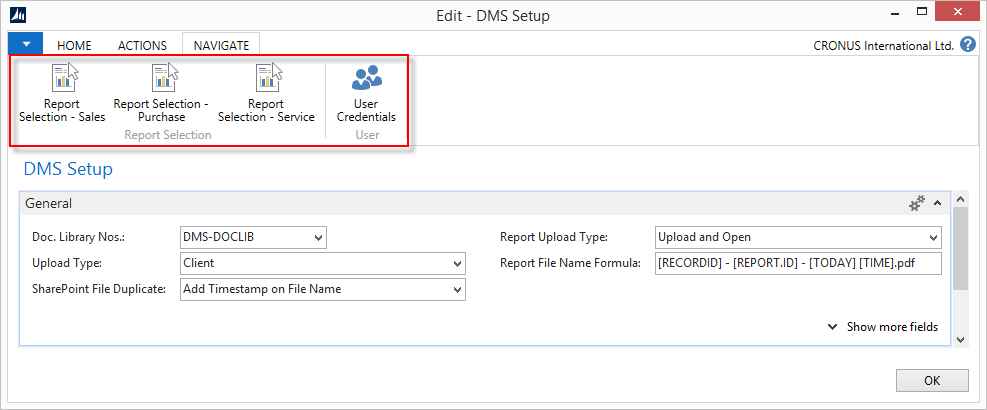 Edit - DMS Setup
HOME ACTIONS NAVIGATE
CRONUS International Ltd.
Report
Selection - Sales
Report Selection -
Purchase
Report
Selection - Service
User
Credentials
Report Selection
User
DMS Setup
General
Doc. Library Nos.: DMS-DOCLIB
Upload Type: Client
SharePoint File Duplicate: Add Timestamp on File Name
Report Upload Type: Upload and Open
Report File Name Formula: [RECORDID] - [REPORT.ID] - [TODAY] [TIME].pdf
Show more fields
OK